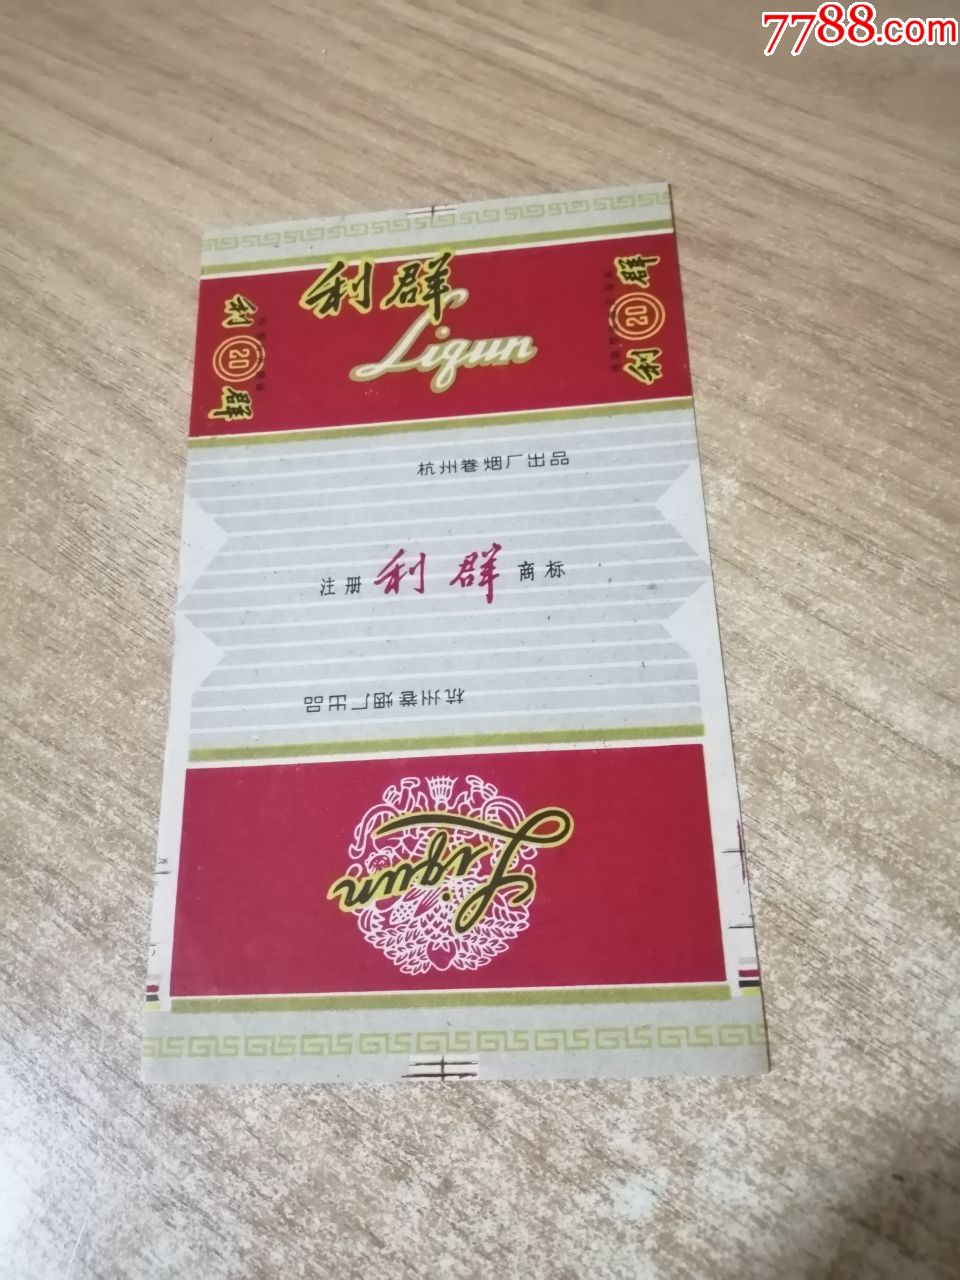 7788.com
利群
Liqun
利 20 群
利 20 群
杭州卷烟厂出品
注册 利群 商标
杭州卷烟厂出品
Liqun